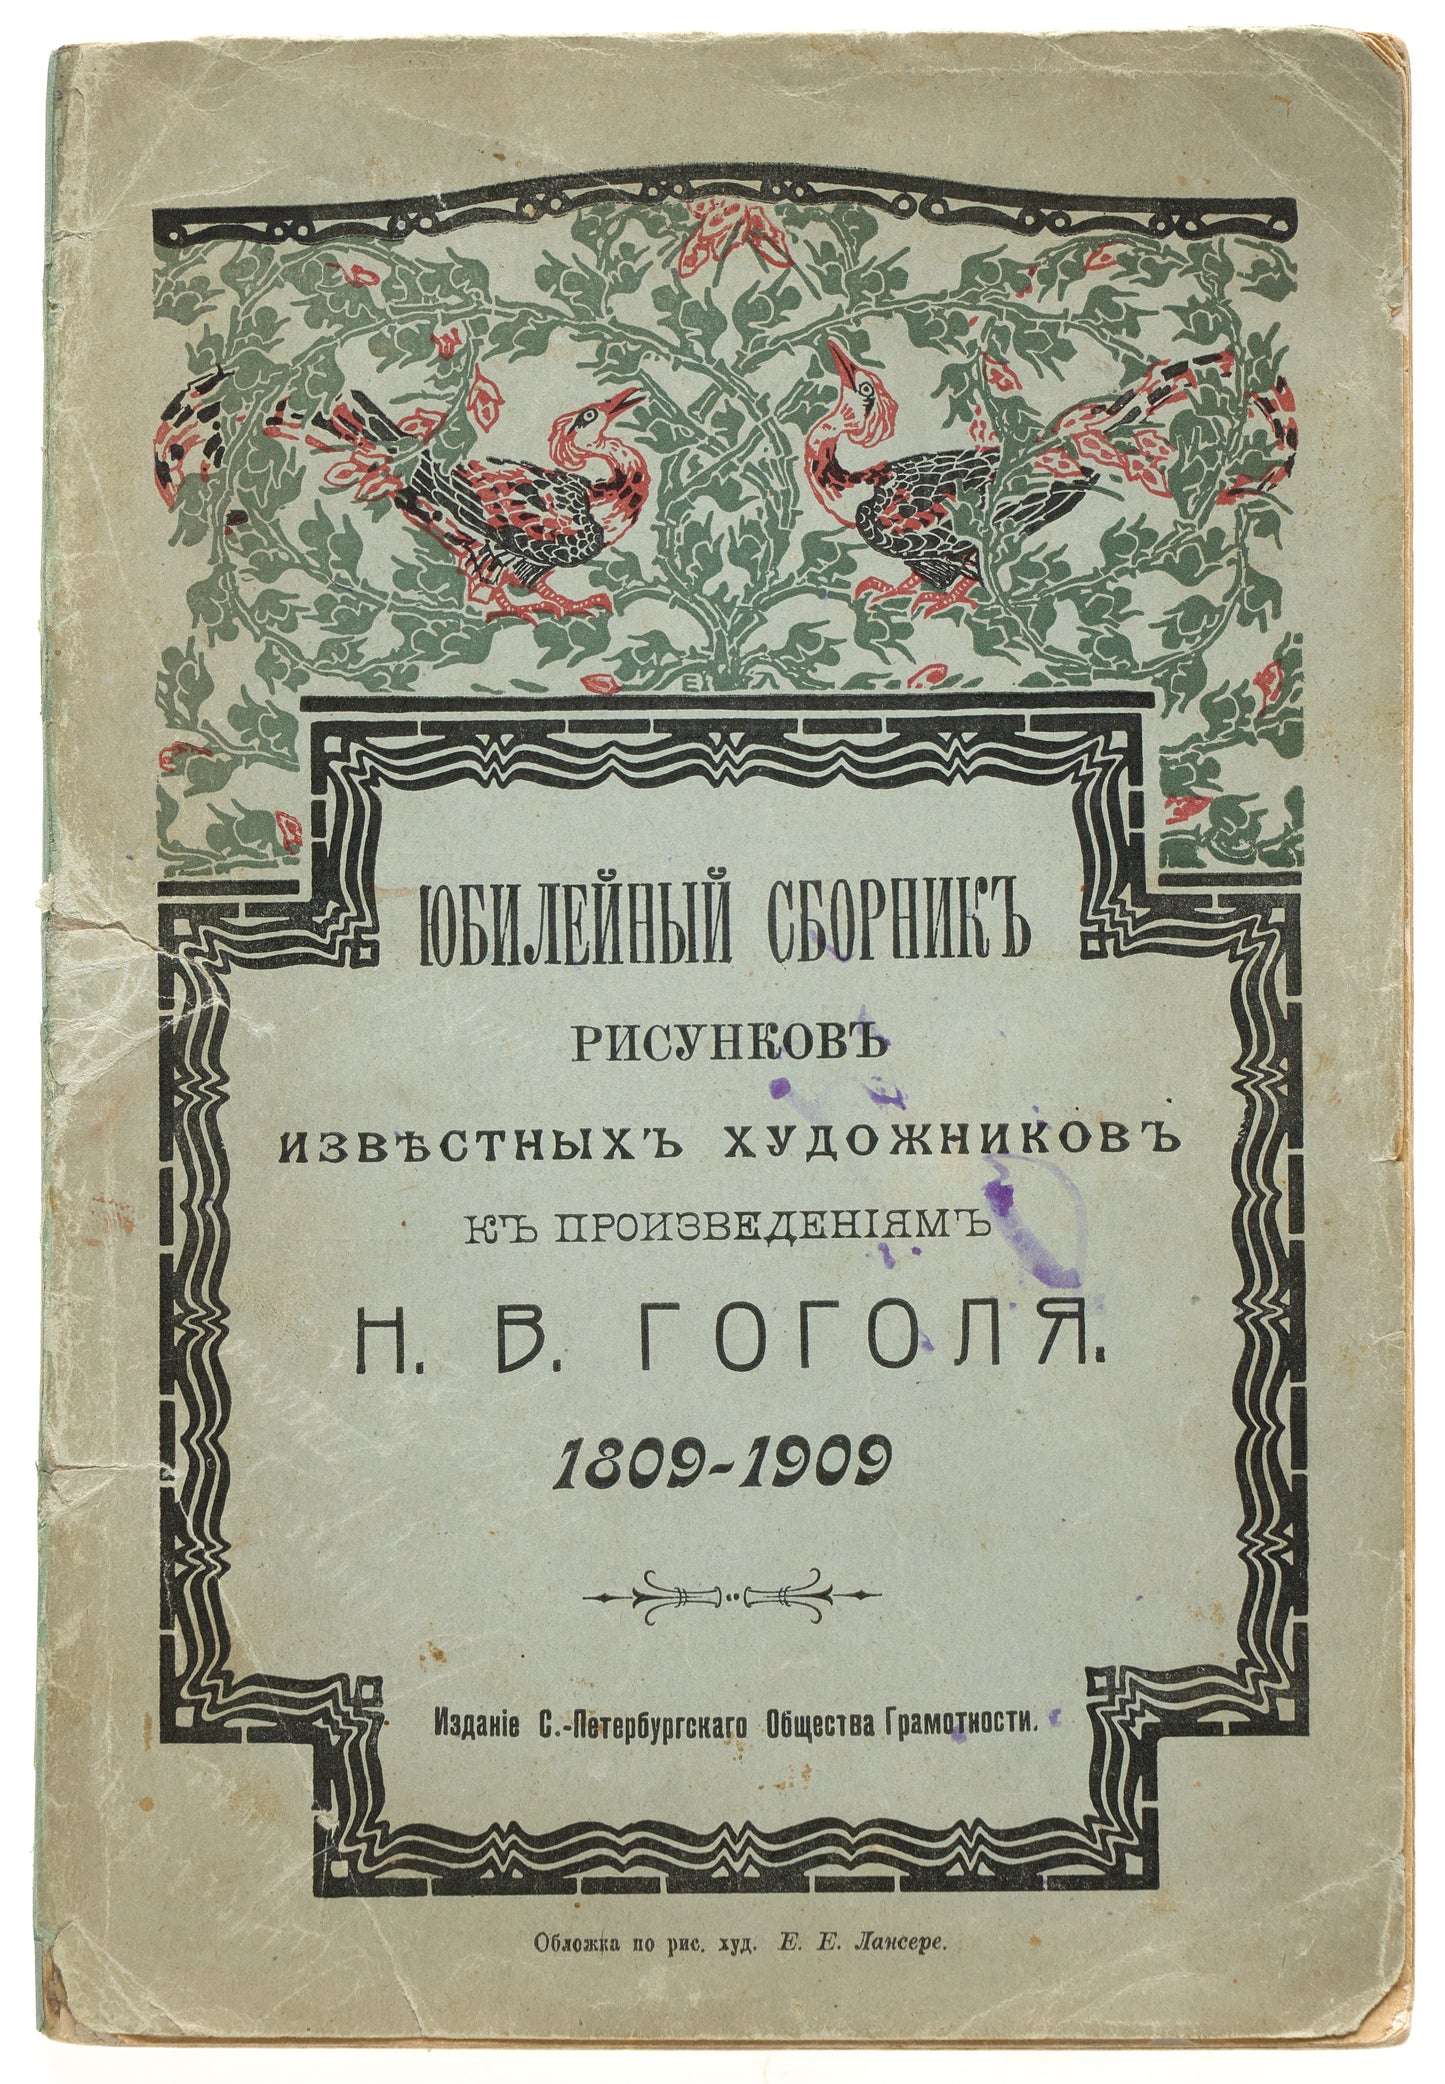 Е Л
ЮБИЛЕЙНЫЙ СБОРНИКЪ
РИСУНКОВЪ
ИЗВѢСТНЫХЪ ХУДОЖНИКОВЪ
КЪ ПРОИЗВЕДЕНІЯМЪ
Н. В. ГОГОЛЯ.
1809-1909
Изданіе С.-Петербургскаго Общества Грамотности.
Обложка по рис. худ. Е. Е. Лансере.